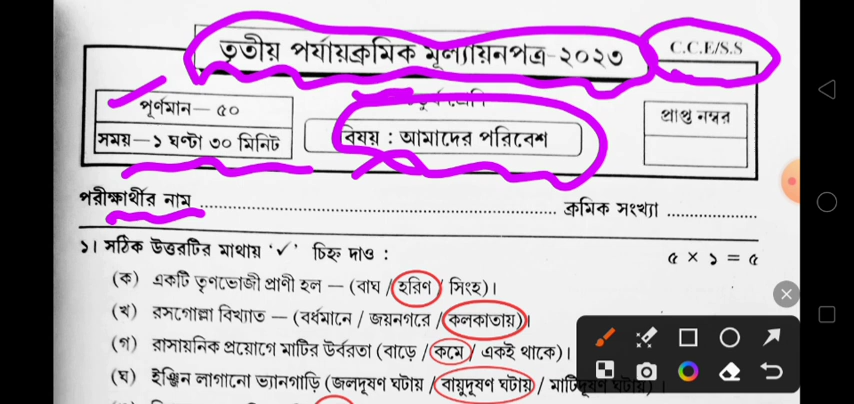 তৃতীয় পর্যায়ক্রমিক মূল্যায়নপত্র-২০২৩
C.C.E/S.S
পূর্ণমান— ৫০
সময়—১ ঘণ্টা ৩০ মিনিট
বিষয় : আমাদের পরিবেশ
প্রাপ্ত নম্বর
পরীক্ষার্থীর নাম ................ ক্রমিক সংখ্যা ................
১। সঠিক উত্তরটির মাথায় ‘✓’ চিহ্ন দাও : ৫ × ১ = ৫
(ক) একটি তৃণভোজী প্রাণী হল — (বাঘ / হরিণ / সিংহ)।
(খ) রসগোল্লা বিখ্যাত — (বর্ধমানে / জয়নগরে / কলকাতায়)।
(গ) রাসায়নিক প্রয়োগে মাটির উর্বরতা (বাড়ে / কমে / একই থাকে)।
(ঘ) ইঞ্জিন লাগানো ভ্যানগাড়ি (জলদূষণ ঘটায় / বায়ুদূষণ ঘটায় / মাটিদূষণ ঘটায়)।